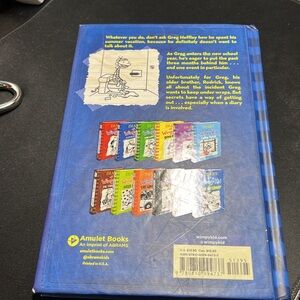 Whatever you do, don't ask Greg Heffley how he spent his
summer vacation, because he definitely doesn't want to
talk about it.
As Greg enters the new school
year, he's eager to put the past
three months behind him . . .
and one event in particular.
Unfortunately for Greg, his
older brother, Rodrick, knows
all about the incident Greg
wants to keep under wraps. But
secrets have a way of getting
out . . . especially when a diary
is involved.
Amulet Books
An imprint of ABRAMS
amuletbooks.com
@abramskids
Printed in U.S.A.
wimpykid
wimpykid